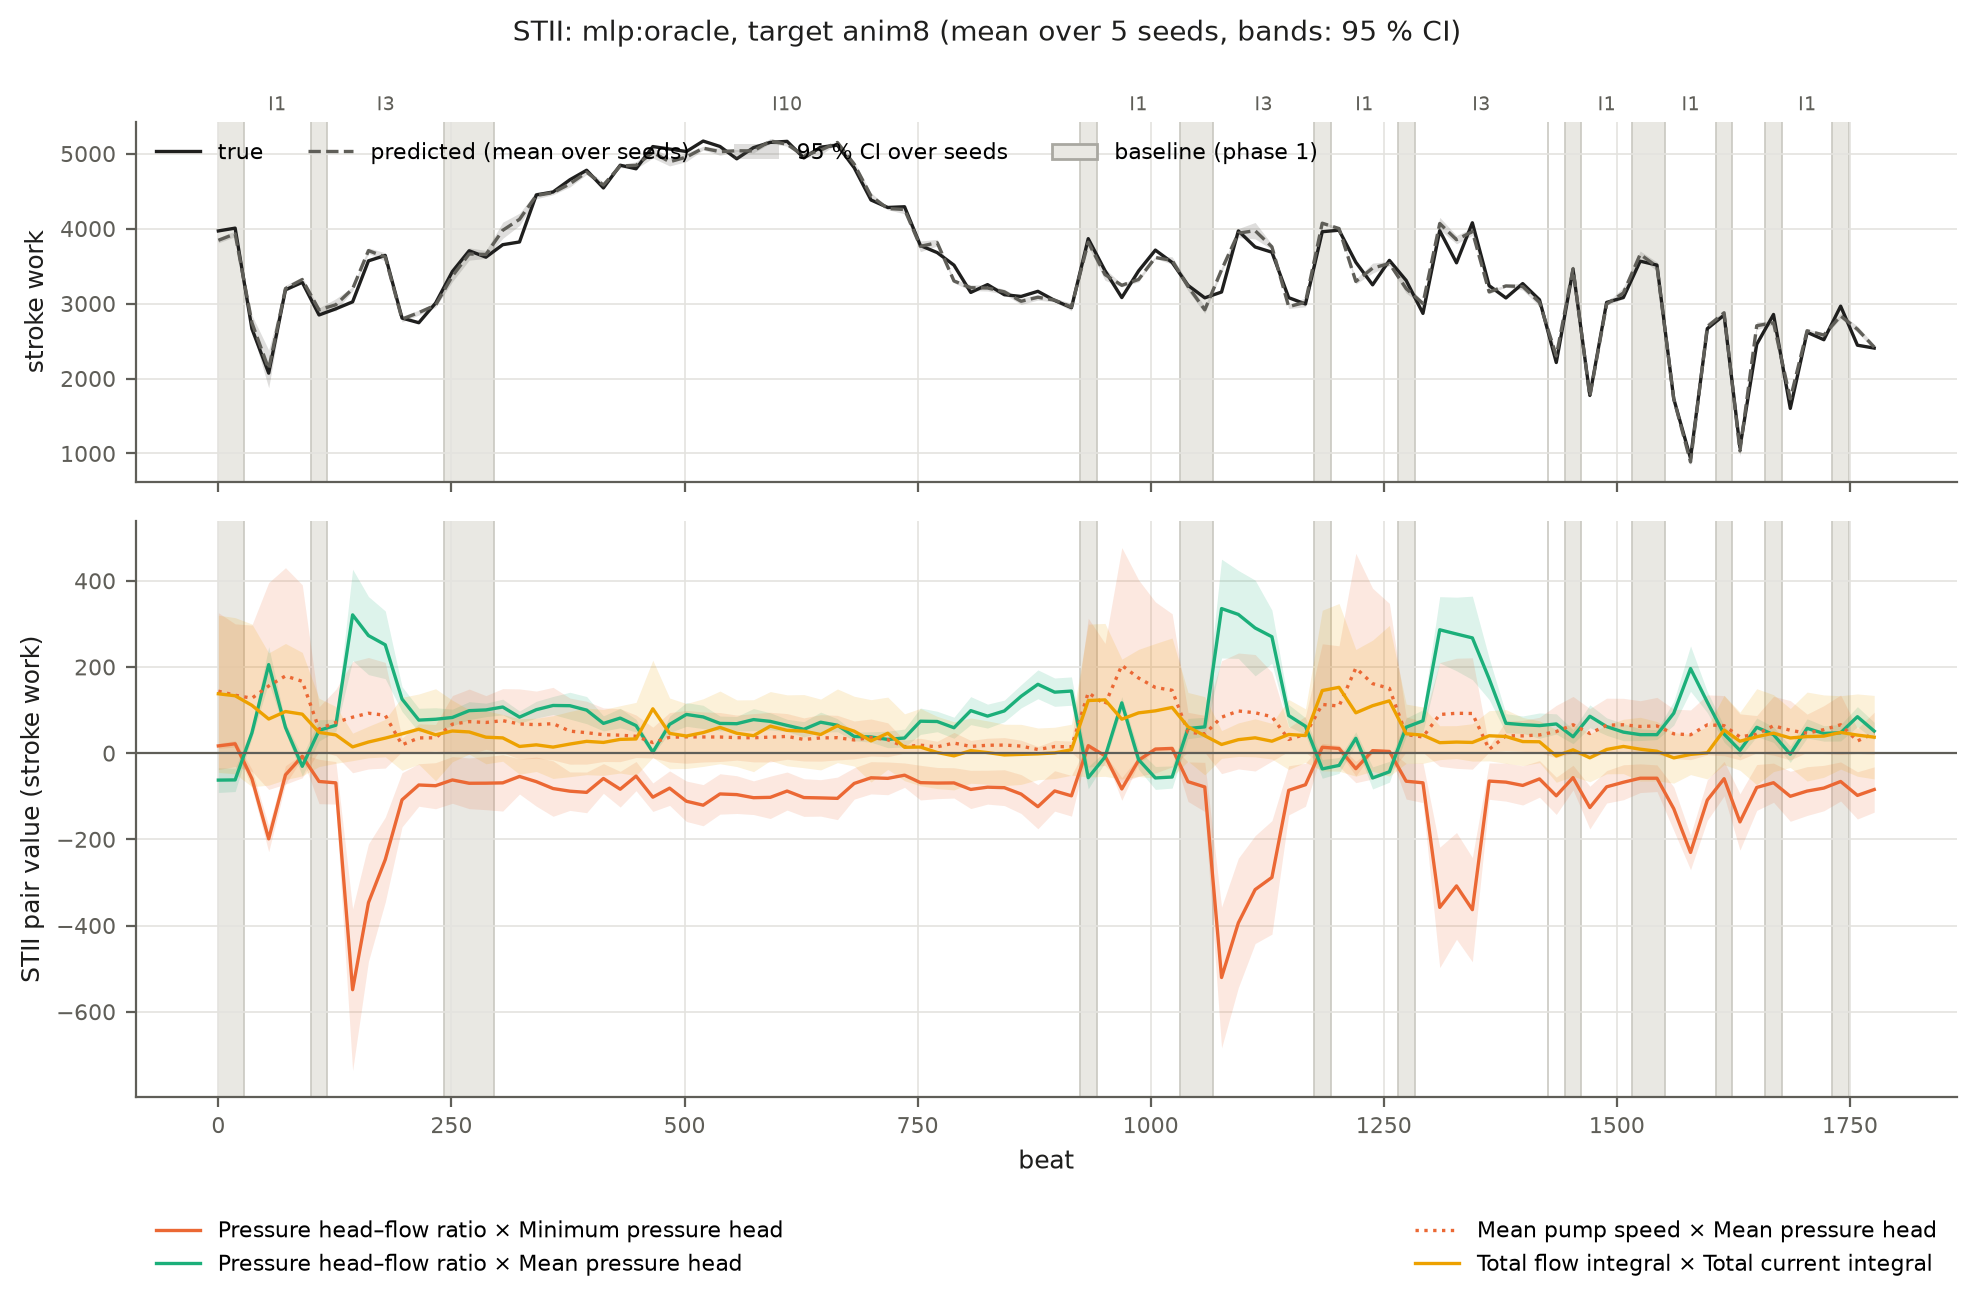 STII: mlp:oracle, target anim8 (mean over 5 seeds, bands: 95 % CI)
I1 I3 I10 I1 I3 I1 I3 I1 I1 I1
true predicted (mean over seeds) 95 % CI over seeds baseline (phase 1)
stroke work
5000
4000
3000
2000
1000
STII pair value (stroke work)
400
200
0
−200
−400
−600
0 250 500 750 1000 1250 1500 1750
beat
Pressure head–flow ratio × Minimum pressure head
Pressure head–flow ratio × Mean pressure head
Mean pump speed × Mean pressure head
Total flow integral × Total current integral